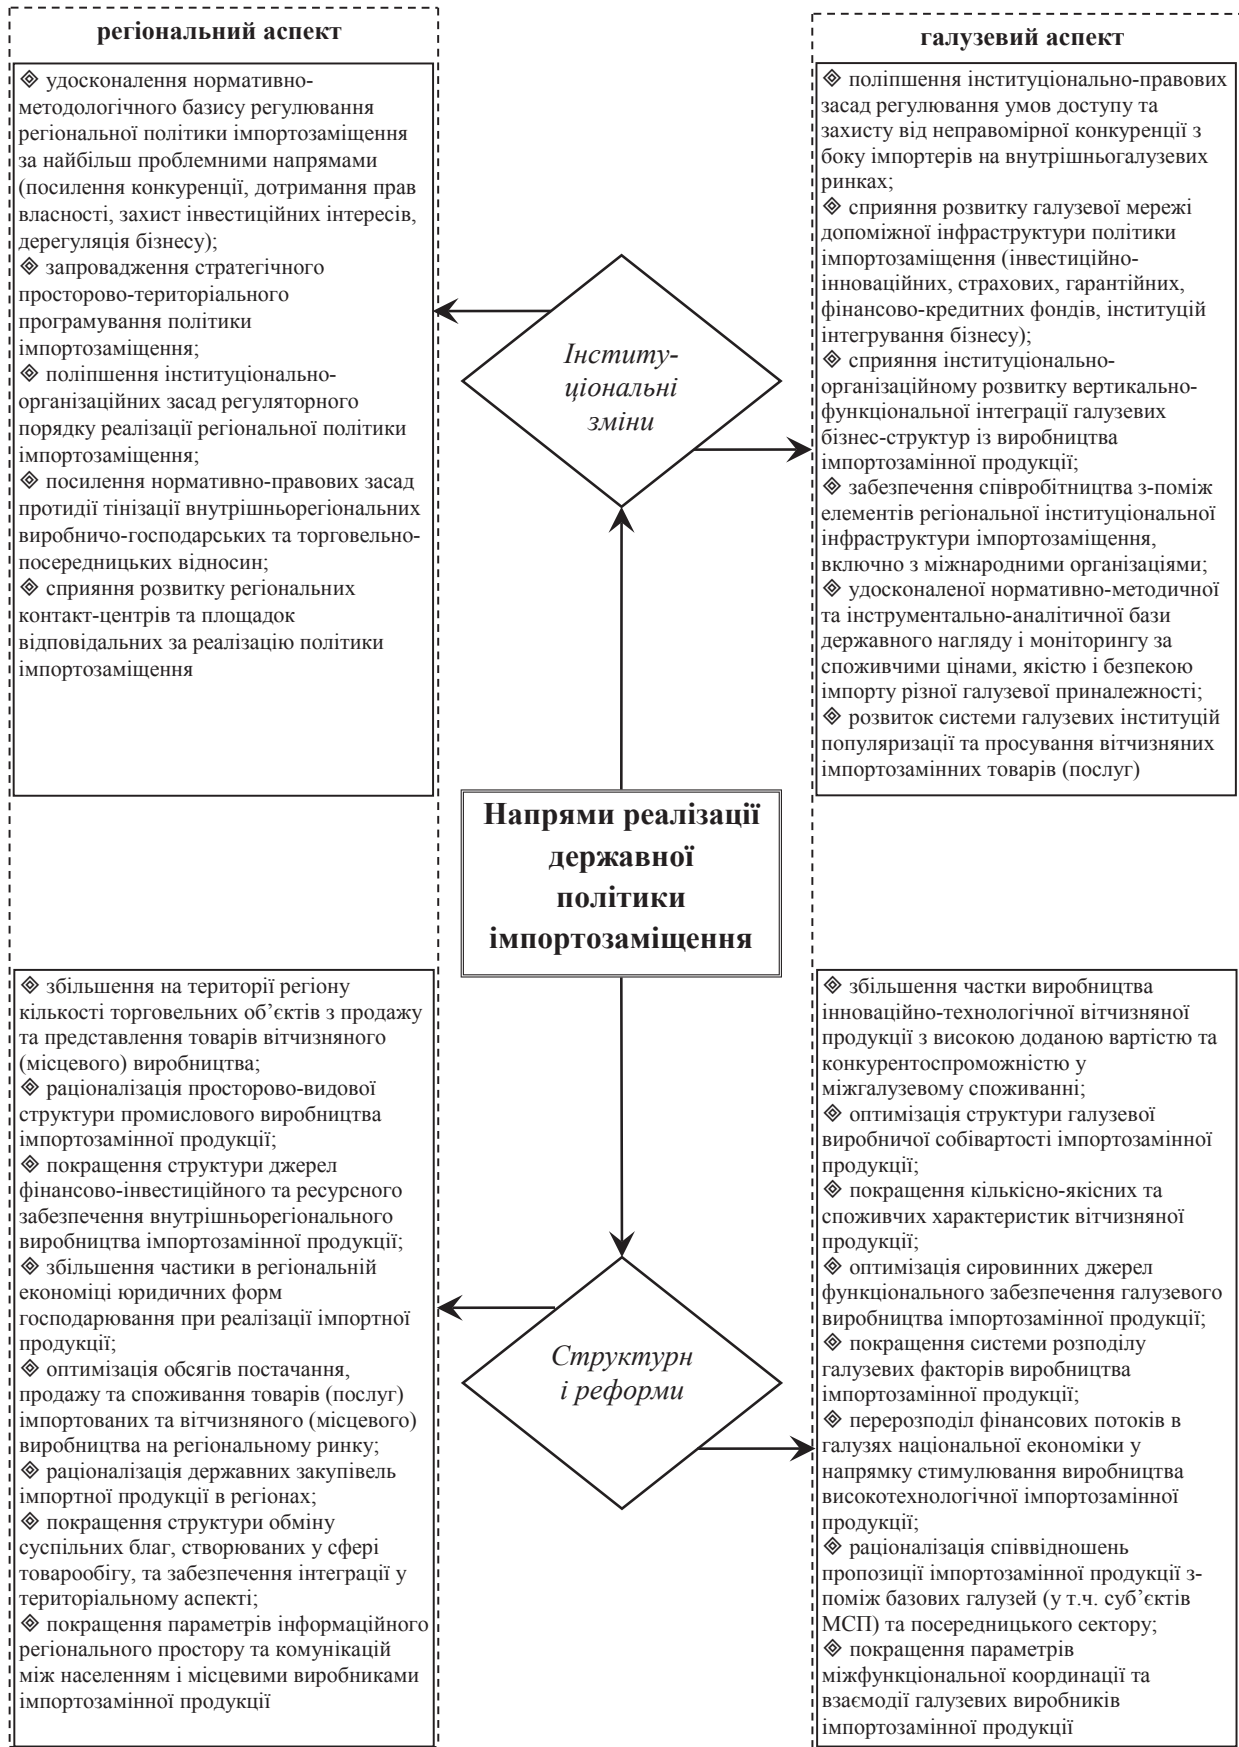 регіональний аспект
◈ удосконалення нормативно-
методологічного базису регулювання
регіональної політики імпортозаміщення
за найбільш проблемними напрямами
(посилення конкуренції, дотримання прав
власності, захист інвестиційних інтересів,
дерегуляція бізнесу);
◈ запровадження стратегічного
просторово-територіального
програмування політики
імпортозаміщення;
◈ поліпшення інституціонально-
організаційних засад регуляторного
порядку реалізації регіональної політики
імпортозаміщення;
◈ посилення нормативно-правових засад
протидії тінізації внутрішньорегіональних
виробничо-господарських та торговельно-
посередницьких відносин;
◈ сприяння розвитку регіональних
контакт-центрів та площадок
відповідальних за реалізацію політики
імпортозаміщення
галузевий аспект
◈ поліпшення інституціонально-правових
засад регулювання умов доступу та
захисту від неправомірної конкуренції з
боку імпортерів на внутрішньогалузевих
ринках;
◈ сприяння розвитку галузевої мережі
допоміжної інфраструктури політики
імпортозаміщення (інвестиційно-
інноваційних, страхових, гарантійних,
фінансово-кредитних фондів, інституцій
інтегрування бізнесу);
◈ сприяння інституціонально-
організаційному розвитку вертикально-
функціональної інтеграції галузевих
бізнес-структур із виробництва
імпортозамінної продукції;
◈ забезпечення співробітництва з-поміж
елементів регіональної інституціональної
інфраструктури імпортозаміщення,
включно з міжнародними організаціями;
◈ удосконаленої нормативно-методичної
та інструментально-аналітичної бази
державного нагляду і моніторингу за
споживчими цінами, якістю і безпекою
імпорту різної галузевої приналежності;
◈ розвиток системи галузевих інституцій
популяризації та просування вітчизняних
імпортозамінних товарів (послуг)
Інститу-
ціональні
зміни
Напрями реалізації
державної
політики
імпортозаміщення
◈ збільшення на території регіону
кількості торговельних об’єктів з продажу
та представлення товарів вітчизняного
(місцевого) виробництва;
◈ раціоналізація просторово-видової
структури промислового виробництва
імпортозамінної продукції;
◈ покращення структури джерел
фінансово-інвестиційного та ресурсного
забезпечення внутрішньорегіонального
виробництва імпортозамінної продукції;
◈ збільшення частики в регіональній
економіці юридичних форм
господарювання при реалізації імпортної
продукції;
◈ оптимізація обсягів постачання,
продажу та споживання товарів (послуг)
імпортованих та вітчизняного (місцевого)
виробництва на регіональному ринку;
◈ раціоналізація державних закупівель
імпортної продукції в регіонах;
◈ покращення структури обміну
суспільних благ, створюваних у сфері
товарообігу, та забезпечення інтеграції у
територіальному аспекті;
◈ покращення параметрів інформаційного
регіонального простору та комунікацій
між населенням і місцевими виробниками
імпортозамінної продукції
Структурн
і реформи
◈ збільшення частки виробництва
інноваційно-технологічної вітчизняної
продукції з високою доданою вартістю та
конкурентоспроможністю у
міжгалузевому споживанні;
◈ оптимізація структури галузевої
виробничої собівартості імпортозамінної
продукції;
◈ покращення кількісно-якісних та
споживчих характеристик вітчизняної
продукції;
◈ оптимізація сировинних джерел
функціонального забезпечення галузевого
виробництва імпортозамінної продукції;
◈ покращення системи розподілу
галузевих факторів виробництва
імпортозамінної продукції;
◈ перерозподіл фінансових потоків в
галузях національної економіки у
напрямку стимулювання виробництва
високотехнологічної імпортозамінної
продукції;
◈ раціоналізація співвідношень
пропозиції імпортозамінної продукції з-
поміж базових галузей (у т.ч. суб’єктів
МСП) та посередницького сектору;
◈ покращення параметрів
міжфункціональної координації та
взаємодії галузевих виробників
імпортозамінної продукції